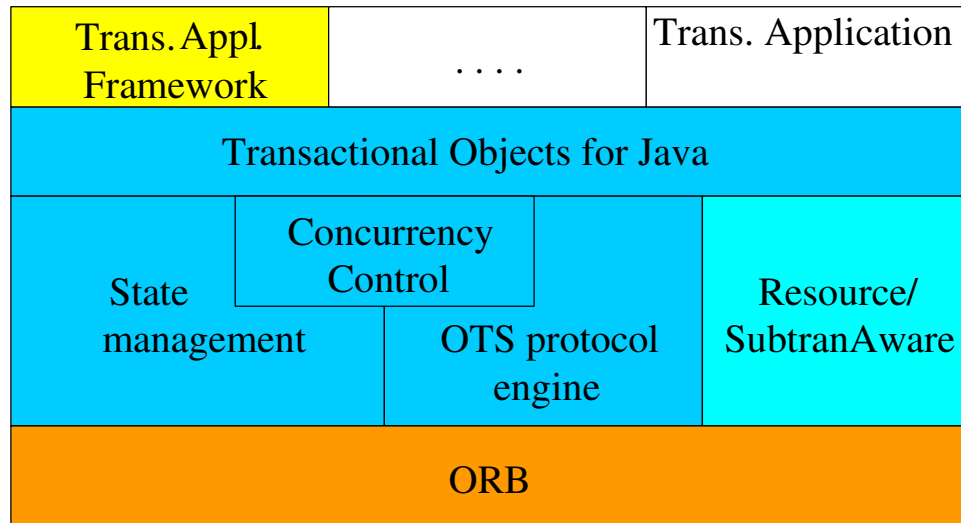 Trans. Appl.
Framework
. . . .
Trans. Application
Transactional Objects for Java
Concurrency
Control
State
management
OTS protocol
engine
Resource/
SubtranAware
ORB